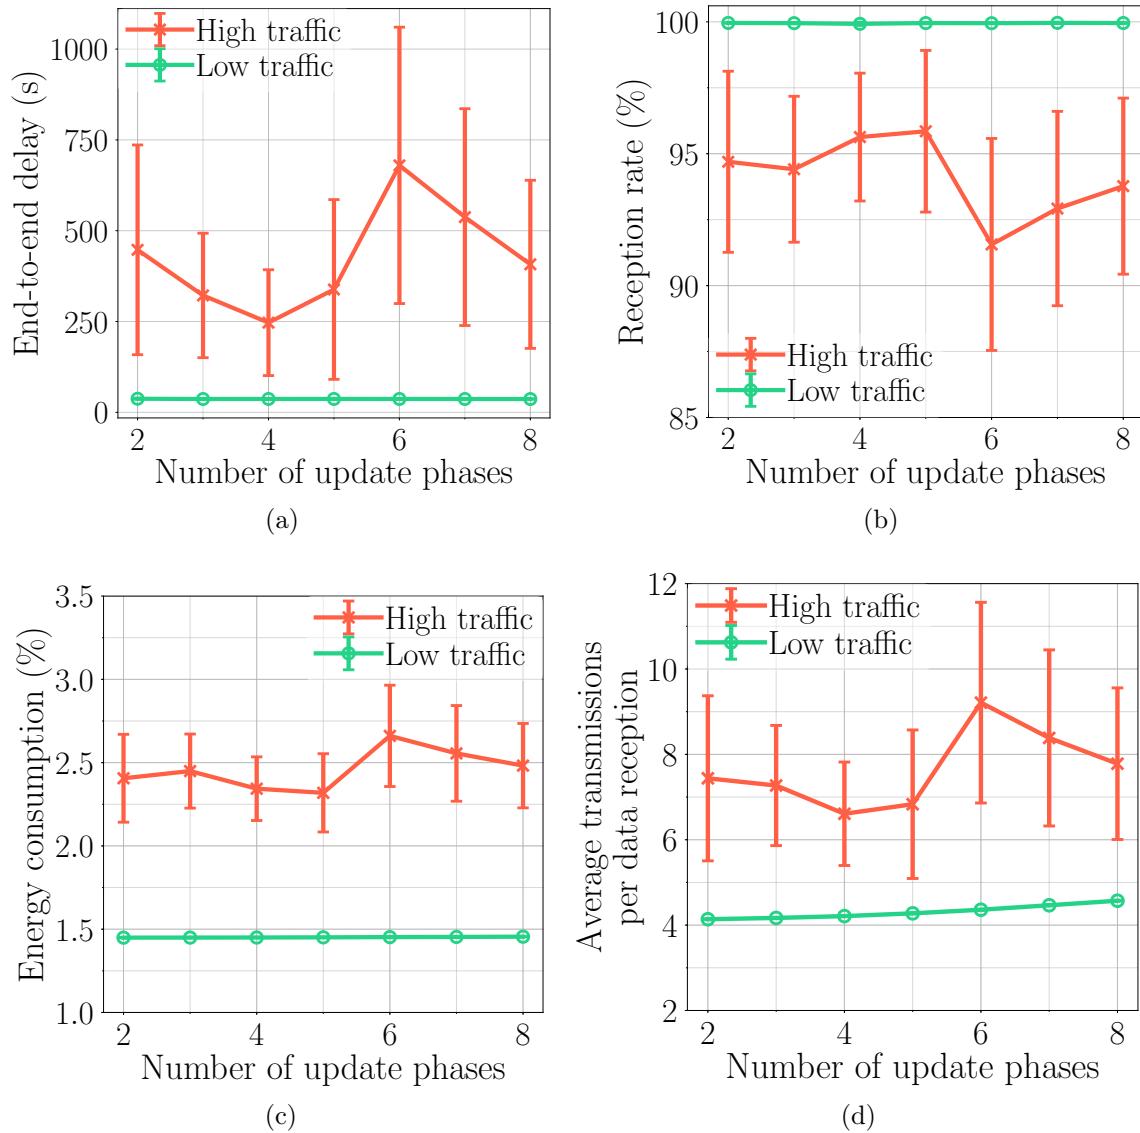 End-to-end delay (s)
1000
750
500
250
0
High traffic
Low traffic
2 4 6 8
Number of update phases
(a)
Reception rate (%)
100
95
90
85
High traffic
Low traffic
2 4 6 8
Number of update phases
(b)
Energy consumption (%)
3.5
3.0
2.5
2.0
1.5
1.0
High traffic
Low traffic
2 4 6 8
Number of update phases
(c)
Average transmissions
per data reception
12
10
8
6
4
2
High traffic
Low traffic
2 4 6 8
Number of update phases
(d)